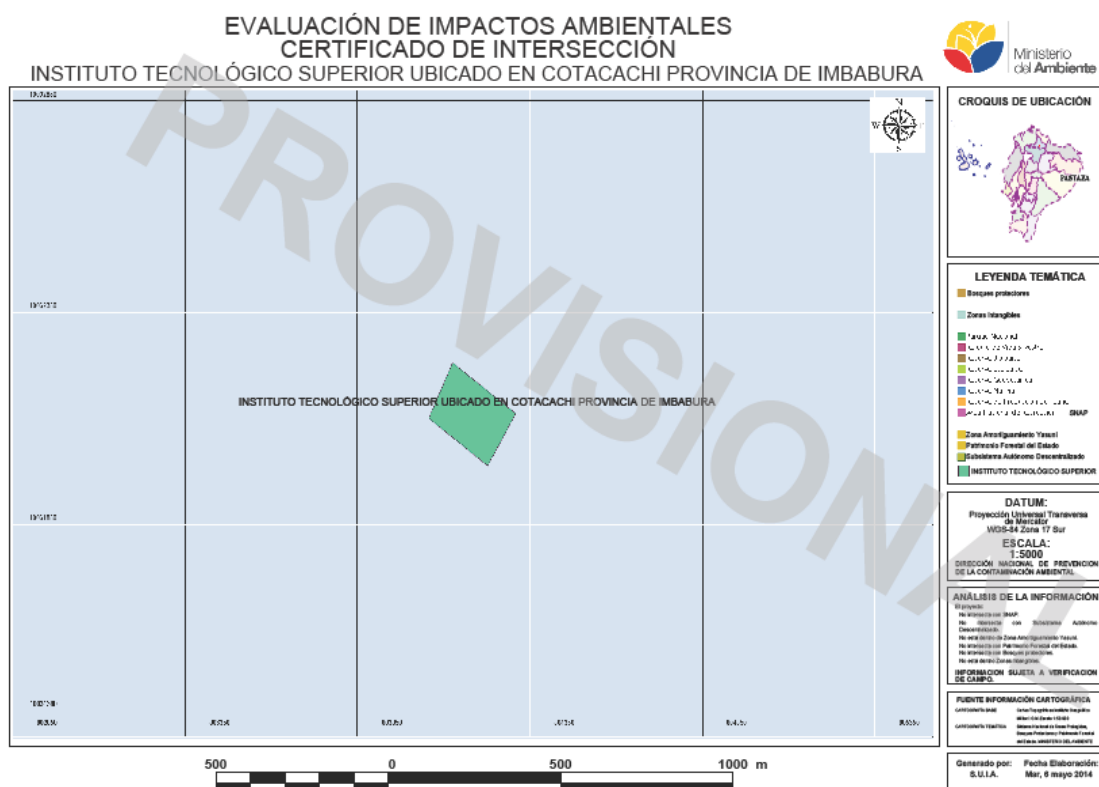 EVALUACIÓN DE IMPACTOS AMBIENTALES
CERTIFICADO DE INTERSECCIÓN
INSTITUTO TECNOLÓGICO SUPERIOR UBICADO EN COTACACHI PROVINCIA DE IMBABURA
Ministerio
del Ambiente
PROVISIONAL
N
W
S
INSTITUTO TECNOLÓGICO SUPERIOR UBICADO EN COTACACHI PROVINCIA DE IMBABURA
500 0 500 1000 m
CROQUIS DE UBICACIÓN
PASTAZA
LEYENDA TEMÁTICA
Bosques protectores
Zonas Intangibles
SNAP
Zona Amortiguamiento Yasuní
Patrimonio Forestal del Estado
Subsistema Autónomo Descentralizado
INSTITUTO TECNOLÓGICO SUPERIOR
DATUM:
Proyección Universal Transversa
de Mercator
WGS-84 Zona 17 Sur
ESCALA:
1:5000
DIRECCIÓN NACIONAL DE PREVENCION
DE LA CONTAMINACIÓN AMBIENTAL
ANÁLISIS DE LA INFORMACIÓN
El proyecto:
No intersecta con SNAP.
No intersecta con Subsistema Autónomo
Descentralizado.
No está dentro de Zona Amortiguamiento Yasuní.
No intersecta con Patrimonio Forestal del Estado.
No intersecta con Bosques protectores.
No está dentro Zonas Intangibles.
INFORMACION SUJETA A VERIFICACION
DE CAMPO.
FUENTE INFORMACIÓN CARTOGRÁFICA
CARTOGRAFÍA BASE
CARTOGRAFÍA TEMÁTICA
Generado por: Fecha Elaboración:
S.U.I.A. Mar, 6 mayo 2014